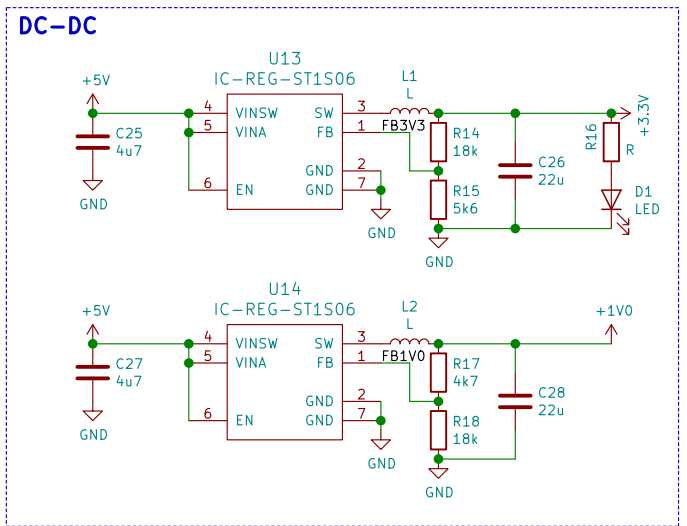 DC-DC
U13
IC-REG-ST1S06
+5V
C25
4u7
GND
4 VINSW
5 VINA
6 EN
SW 3
FB 1
GND 2
GND 7
GND
L1
L
FB3V3
R14
18k
R15
5k6
GND
C26
22u
R16
R
+3.3V
D1
LED
U14
IC-REG-ST1S06
+5V
C27
4u7
GND
4 VINSW
5 VINA
6 EN
SW 3
FB 1
GND 2
GND 7
GND
L2
L
FB1V0
R17
4k7
R18
18k
GND
C28
22u
+1V0